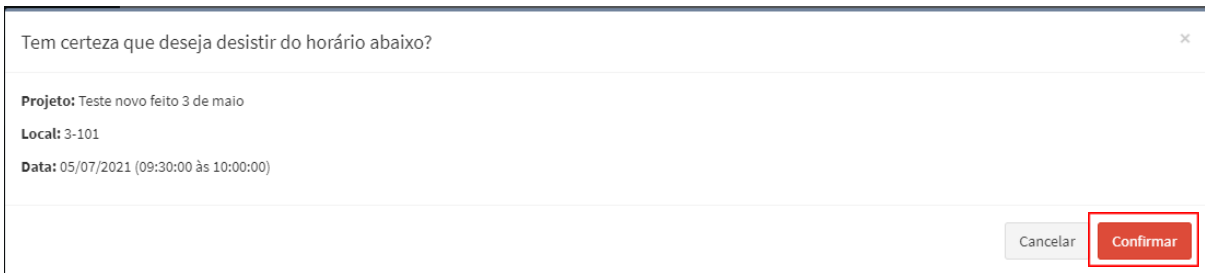 Tem certeza que deseja desistir do horário abaixo?
×
Projeto: Teste novo feito 3 de maio
Local: 3-101
Data: 05/07/2021 (09:30:00 às 10:00:00)
Cancelar Confirmar